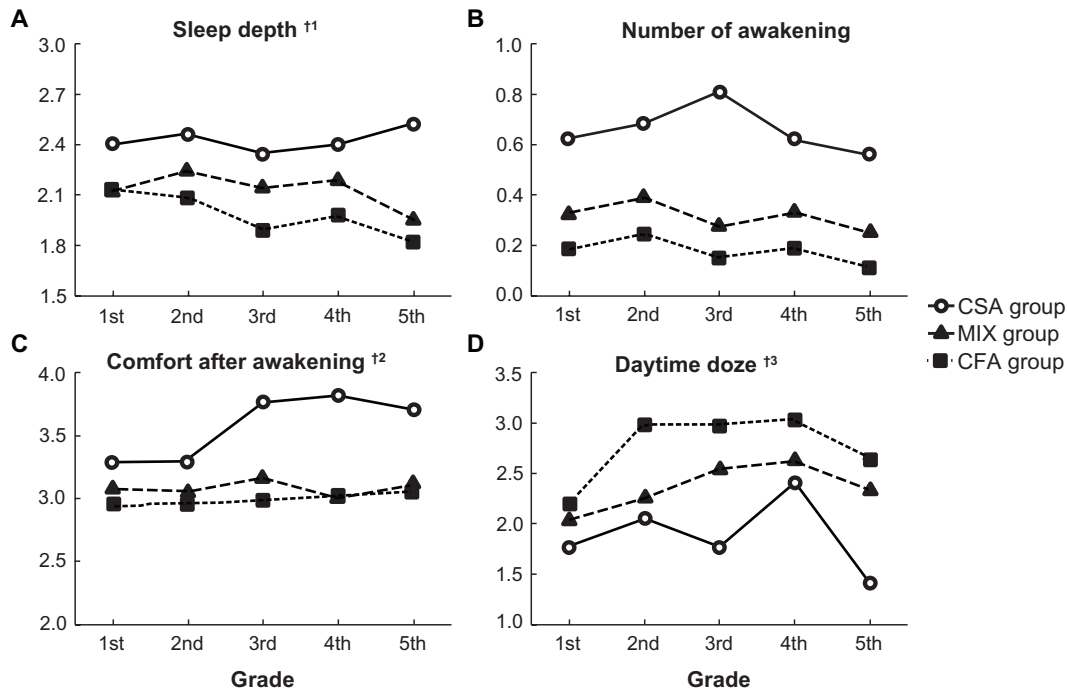 A
Sleep depth †1
3.0
2.7
2.4
2.1
1.8
1.5
1st 2nd 3rd 4th 5th
B
Number of awakening
1.0
0.8
0.6
0.4
0.2
0.0
1st 2nd 3rd 4th 5th
CSA group
MIX group
CFA group
C
Comfort after awakening †2
4.0
3.5
3.0
2.5
2.0
1st 2nd 3rd 4th 5th
Grade
D
Daytime doze †3
3.5
3.0
2.5
2.0
1.5
1.0
1st 2nd 3rd 4th 5th
Grade